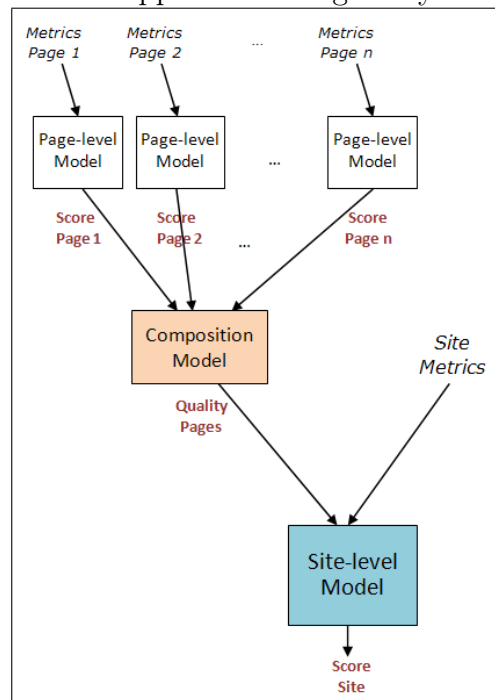 Metrics
Page 1
Metrics
Page 2
...
Metrics
Page n
Page-level
Model
Page-level
Model
...
Page-level
Model
Score
Page 1
Score
Page 2
...
Score
Page n
Composition
Model
Site
Metrics
Quality
Pages
Site-level
Model
Score
Site